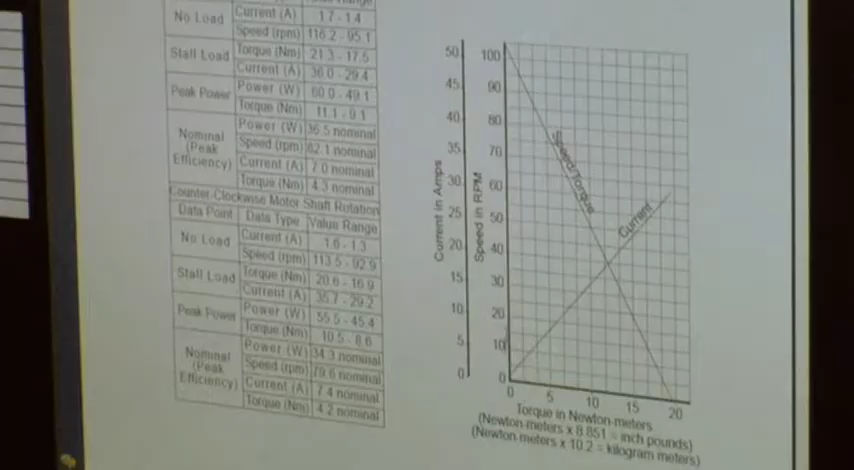 Current (A) 1.7 - 1.4
No Load
Speed (rpm) 116.2 - 95.1
Stall Load Torque (Nm) 21.3 - 17.5
Current (A) 36.0 - 29.4
Peak Power Power (W) 60.0 - 49.1
Torque (Nm) 11.1 - 9.1
Nominal (Peak Efficiency) Power (W) 36.5 nominal
Speed (rpm) 82.1 nominal
Current (A) 7.0 nominal
Torque (Nm) 4.3 nominal
Counter-Clockwise Motor Shaft Rotation
Data Point Data Type Value Range
No Load Current (A) 1.6 - 1.3
Speed (rpm) 113.5 - 92.9
Stall Load Torque (Nm) 20.6 - 16.9
Current (A) 35.7 - 29.2
Peak Power Power (W) 55.5 - 45.4
Torque (Nm) 10.5 - 8.6
Nominal (Peak Efficiency) Power (W) 34.3 nominal
Speed (rpm) 79.6 nominal
Current (A) 7.4 nominal
Torque (Nm) 4.2 nominal
Current in Amps
50
45
40
35
30
25
20
15
10
5
0
Speed in RPM
100
90
80
70
60
50
40
30
20
10
0
Speed/Torque
Current
0 5 10 15 20
Torque in Newton-meters
(Newton-meters x 8.851 = inch pounds)
(Newton-meters x 10.2 = kilogram meters)